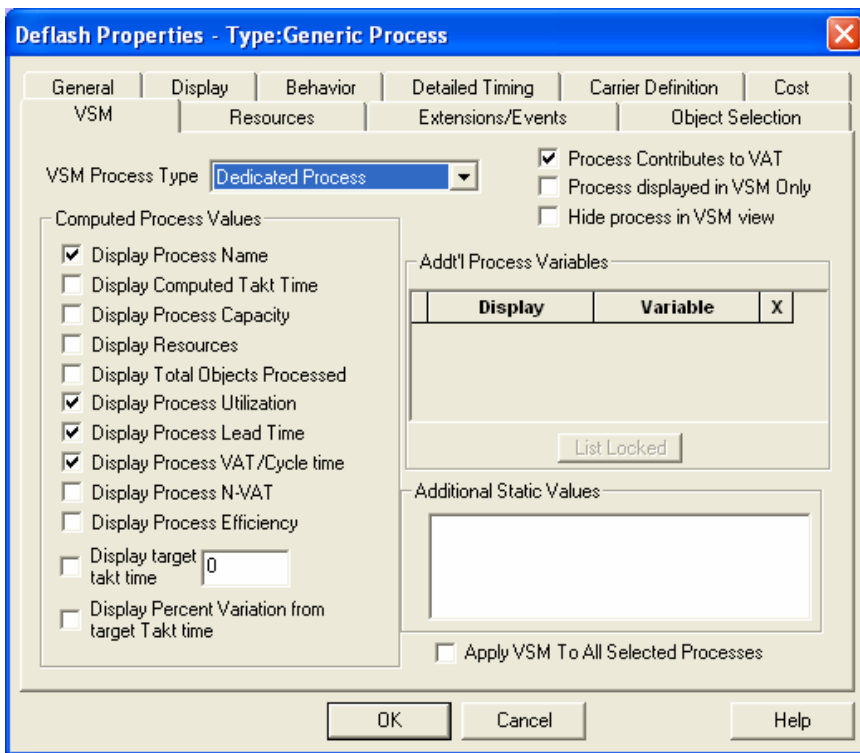 Deflash Properties - Type:Generic Process
General Display Behavior Detailed Timing Carrier Definition Cost
VSM Resources Extensions/Events Object Selection
VSM Process Type Dedicated Process
Process Contributes to VAT
Process displayed in VSM Only
Hide process in VSM view
Computed Process Values
Display Process Name
Display Computed Takt Time
Display Process Capacity
Display Resources
Display Total Objects Processed
Display Process Utilization
Display Process Lead Time
Display Process VAT/Cycle time
Display Process N-VAT
Display Process Efficiency
Display target
takt time 0
Display Percent Variation from
target Takt time
Addt'l Process Variables
Display Variable X
List Locked
Additional Static Values
Apply VSM To All Selected Processes
OK Cancel Help